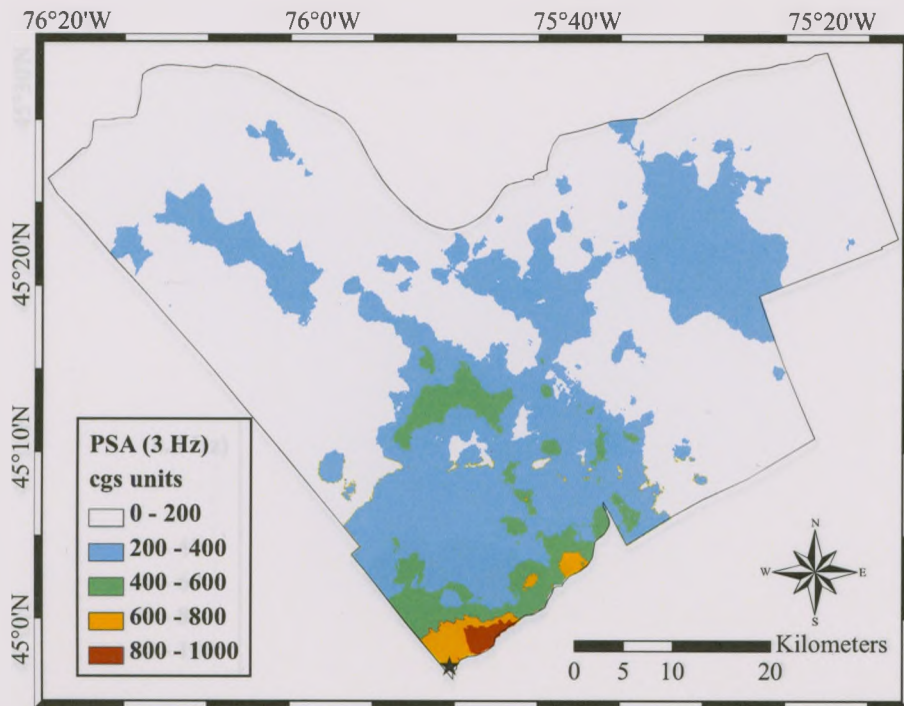 76°20'W 76°0'W 75°40'W 75°20'W
45°20'N
45°10'N
45°0'N
PSA (3 Hz)
cgs units
0 - 200
200 - 400
400 - 600
600 - 800
800 - 1000
N
W E
S
Kilometers
0 5 10 20